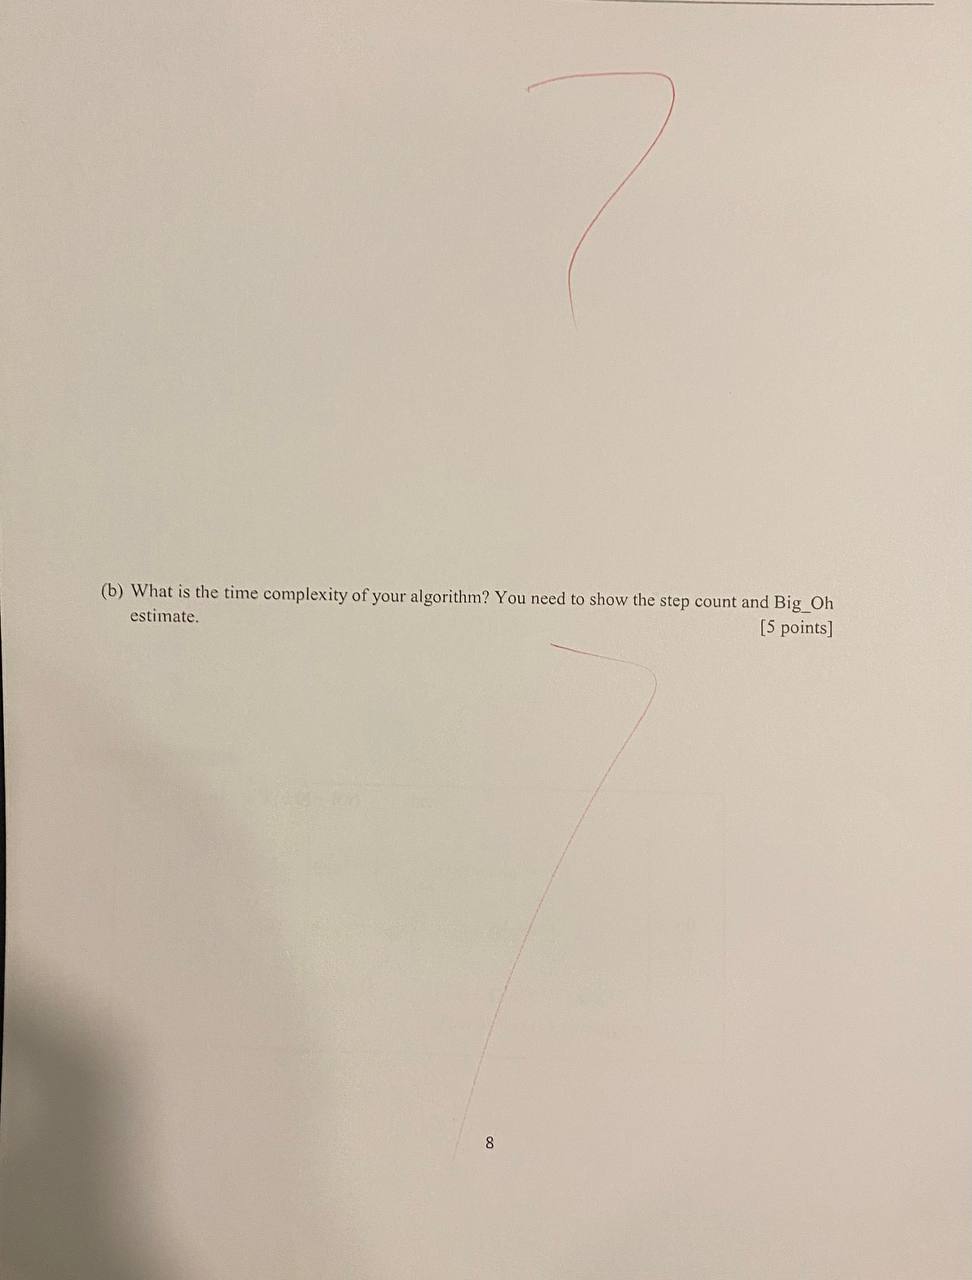 (b) What is the time complexity of your algorithm? You need to show the step count and Big_Oh
estimate.
[5 points]
8